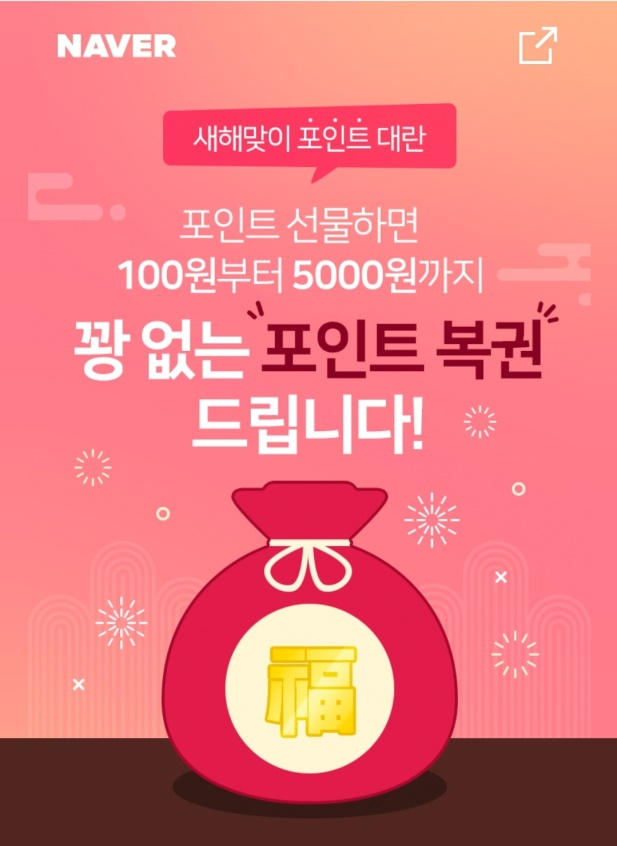 NAVER
새해맞이 포인트 대란
포인트 선물하면
100원부터 5000원까지
꽝 없는 포인트 복권
드립니다!
福